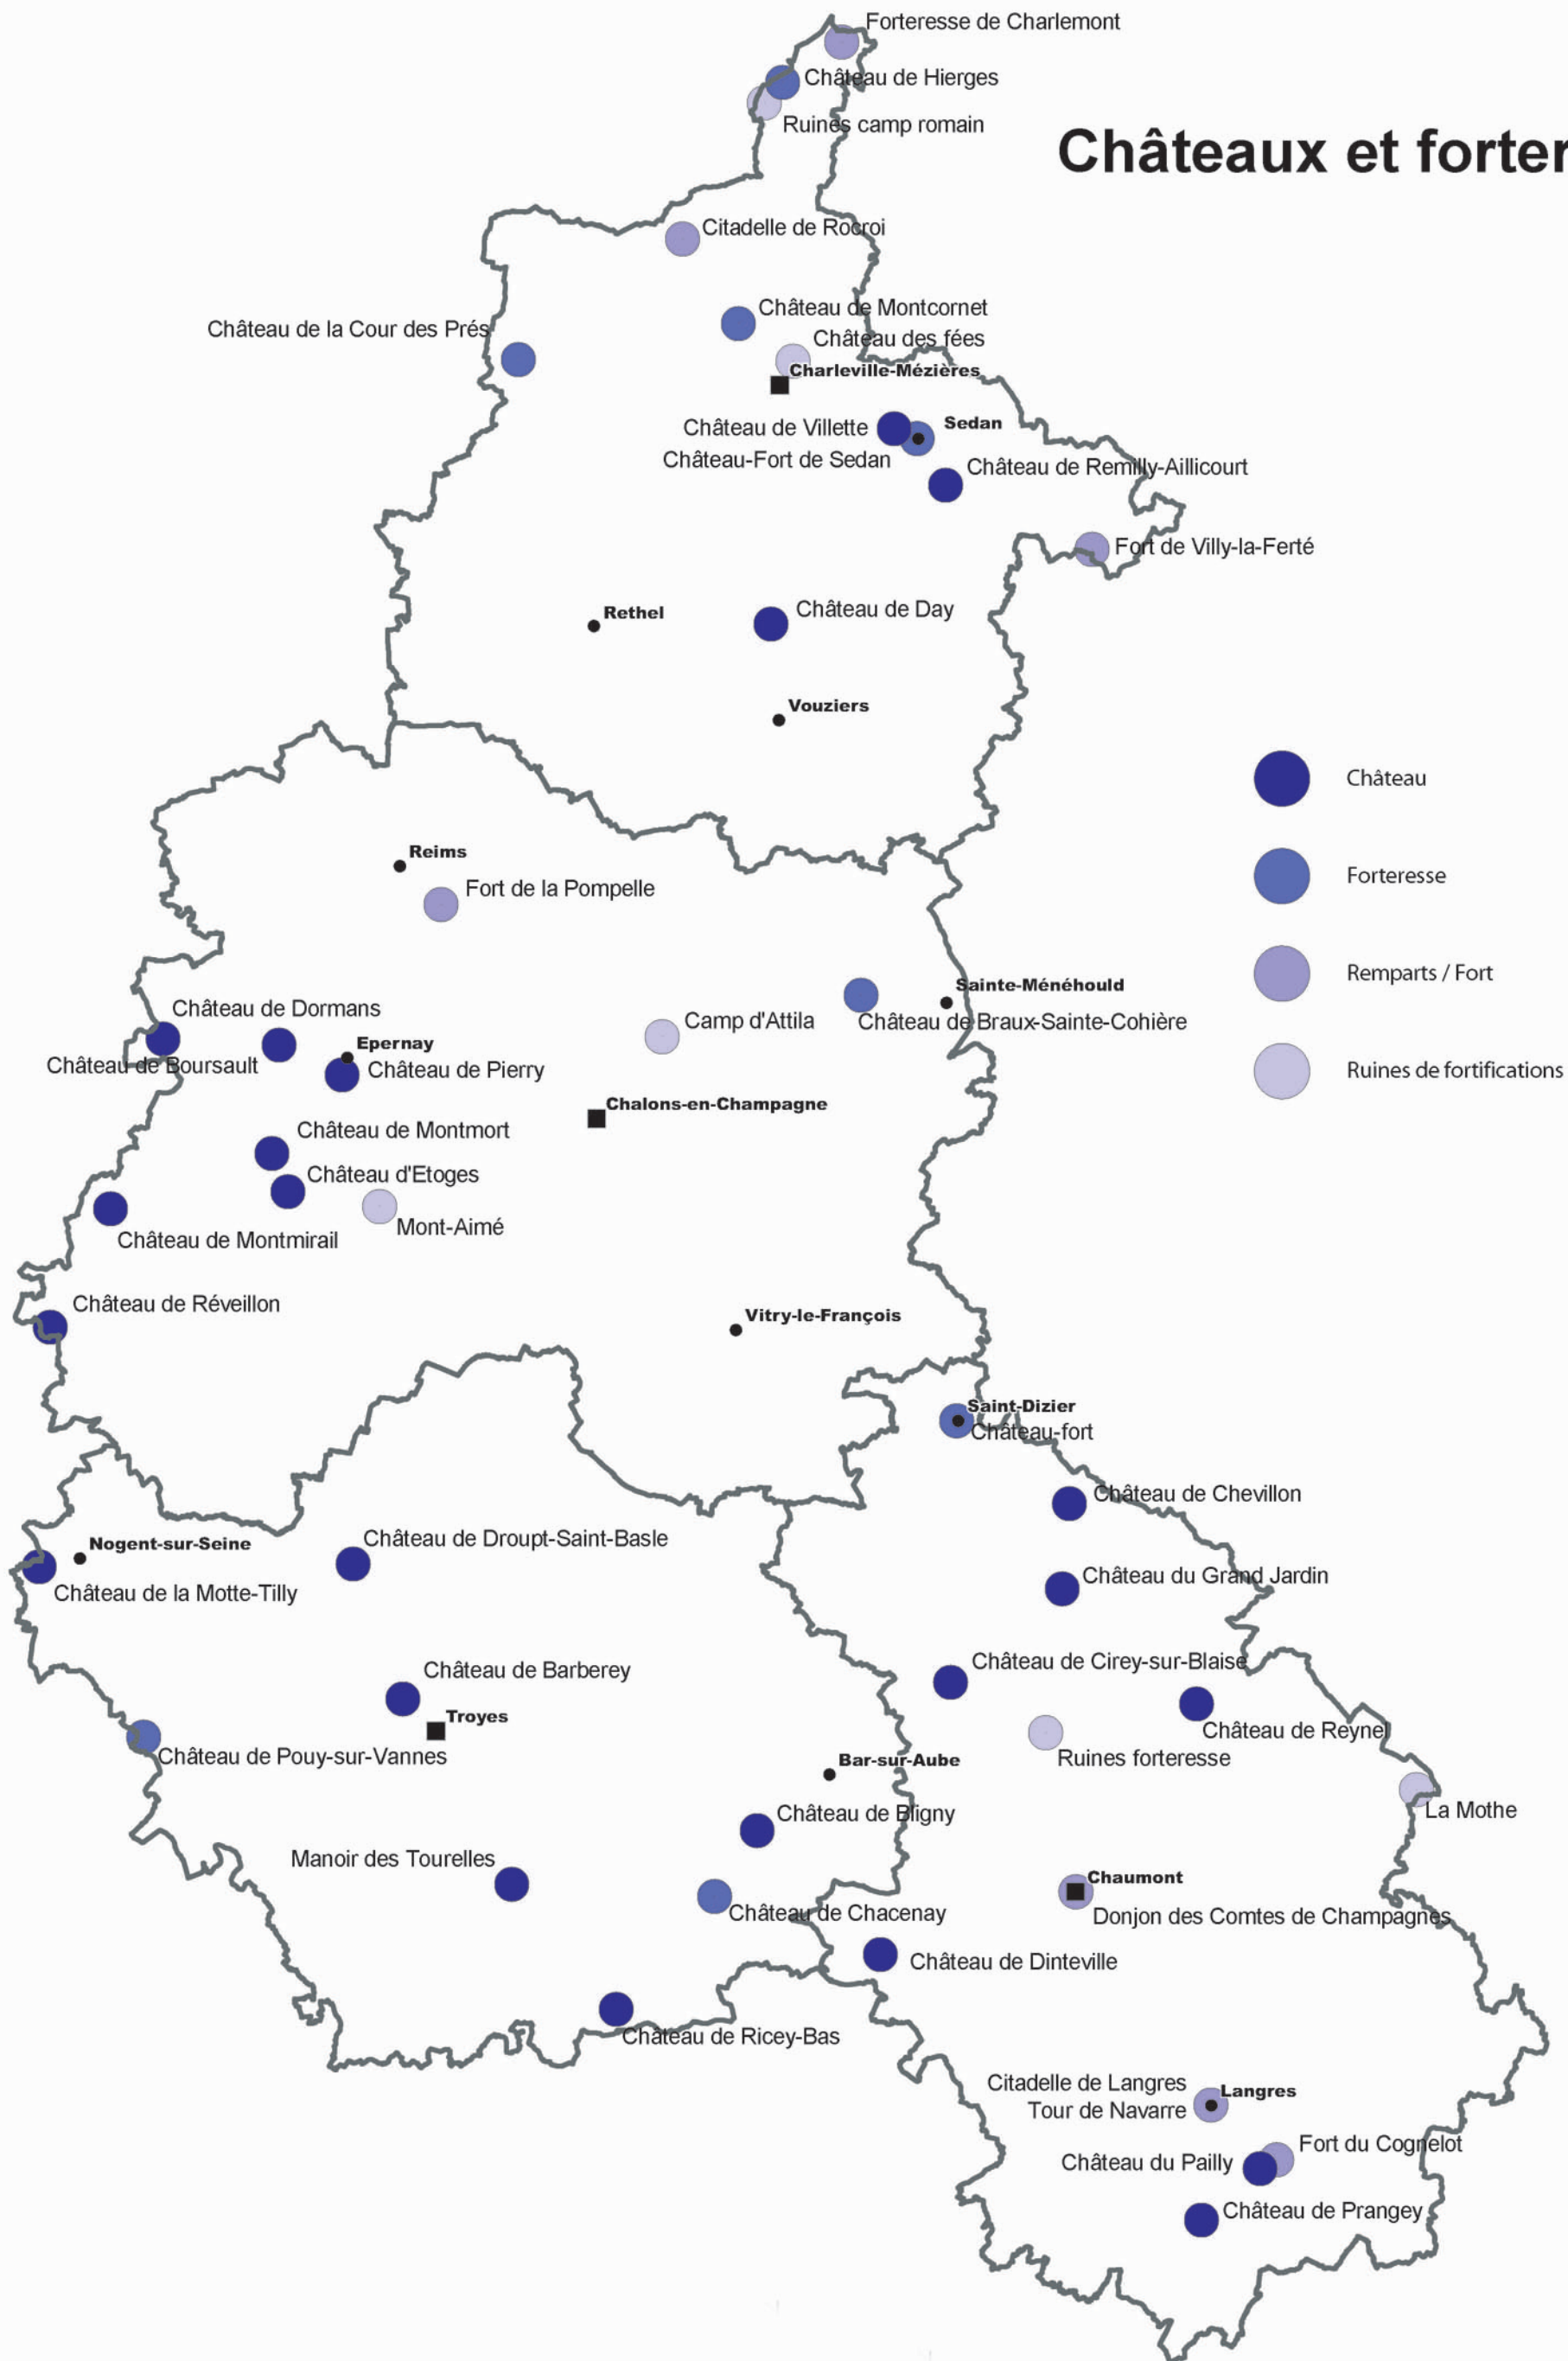 Forteresse de Charlemont
Château de Hierges
Ruines camp romain
Châteaux et forter
Citadelle de Rocroi
Château de Montcornet
Château de la Cour des Prés
Château des fées
Charleville-Mézières
Sedan
Château de Villette
Château-Fort de Sedan
Château de Remilly-Aillicourt
Fort de Villy-la-Ferté
Rethel
Château de Day
Vouziers
Château
Reims
Forteresse
Fort de la Pompelle
Remparts / Fort
Sainte-Ménéhould
Château de Dormans
Camp d'Attila
Château de Braux-Sainte-Cohière
Epernay
Château de Boursault
Château de Pierry
Ruines de fortifications
Chalons-en-Champagne
Château de Montmort
Château d'Etoges
Mont-Aimé
Château de Montmirail
Château de Réveillon
Vitry-le-François
Saint-Dizier
Château-fort
Château de Chevillon
Château de Droupt-Saint-Basle
Nogent-sur-Seine
Château du Grand Jardin
Château de la Motte-Tilly
Château de Cirey-sur-Blaise
Château de Barberey
Troyes
Château de Reynel
Château de Pouy-sur-Vannes
Ruines forteresse
Bar-sur-Aube
La Mothe
Château de Bligny
Manoir des Tourelles
Chaumont
Château de Chacenay
Donjon des Comtes de Champagnes
Château de Dinteville
Château de Ricey-Bas
Citadelle de Langres
Langres
Tour de Navarre
Fort du Cognelot
Château du Pailly
Château de Prangey